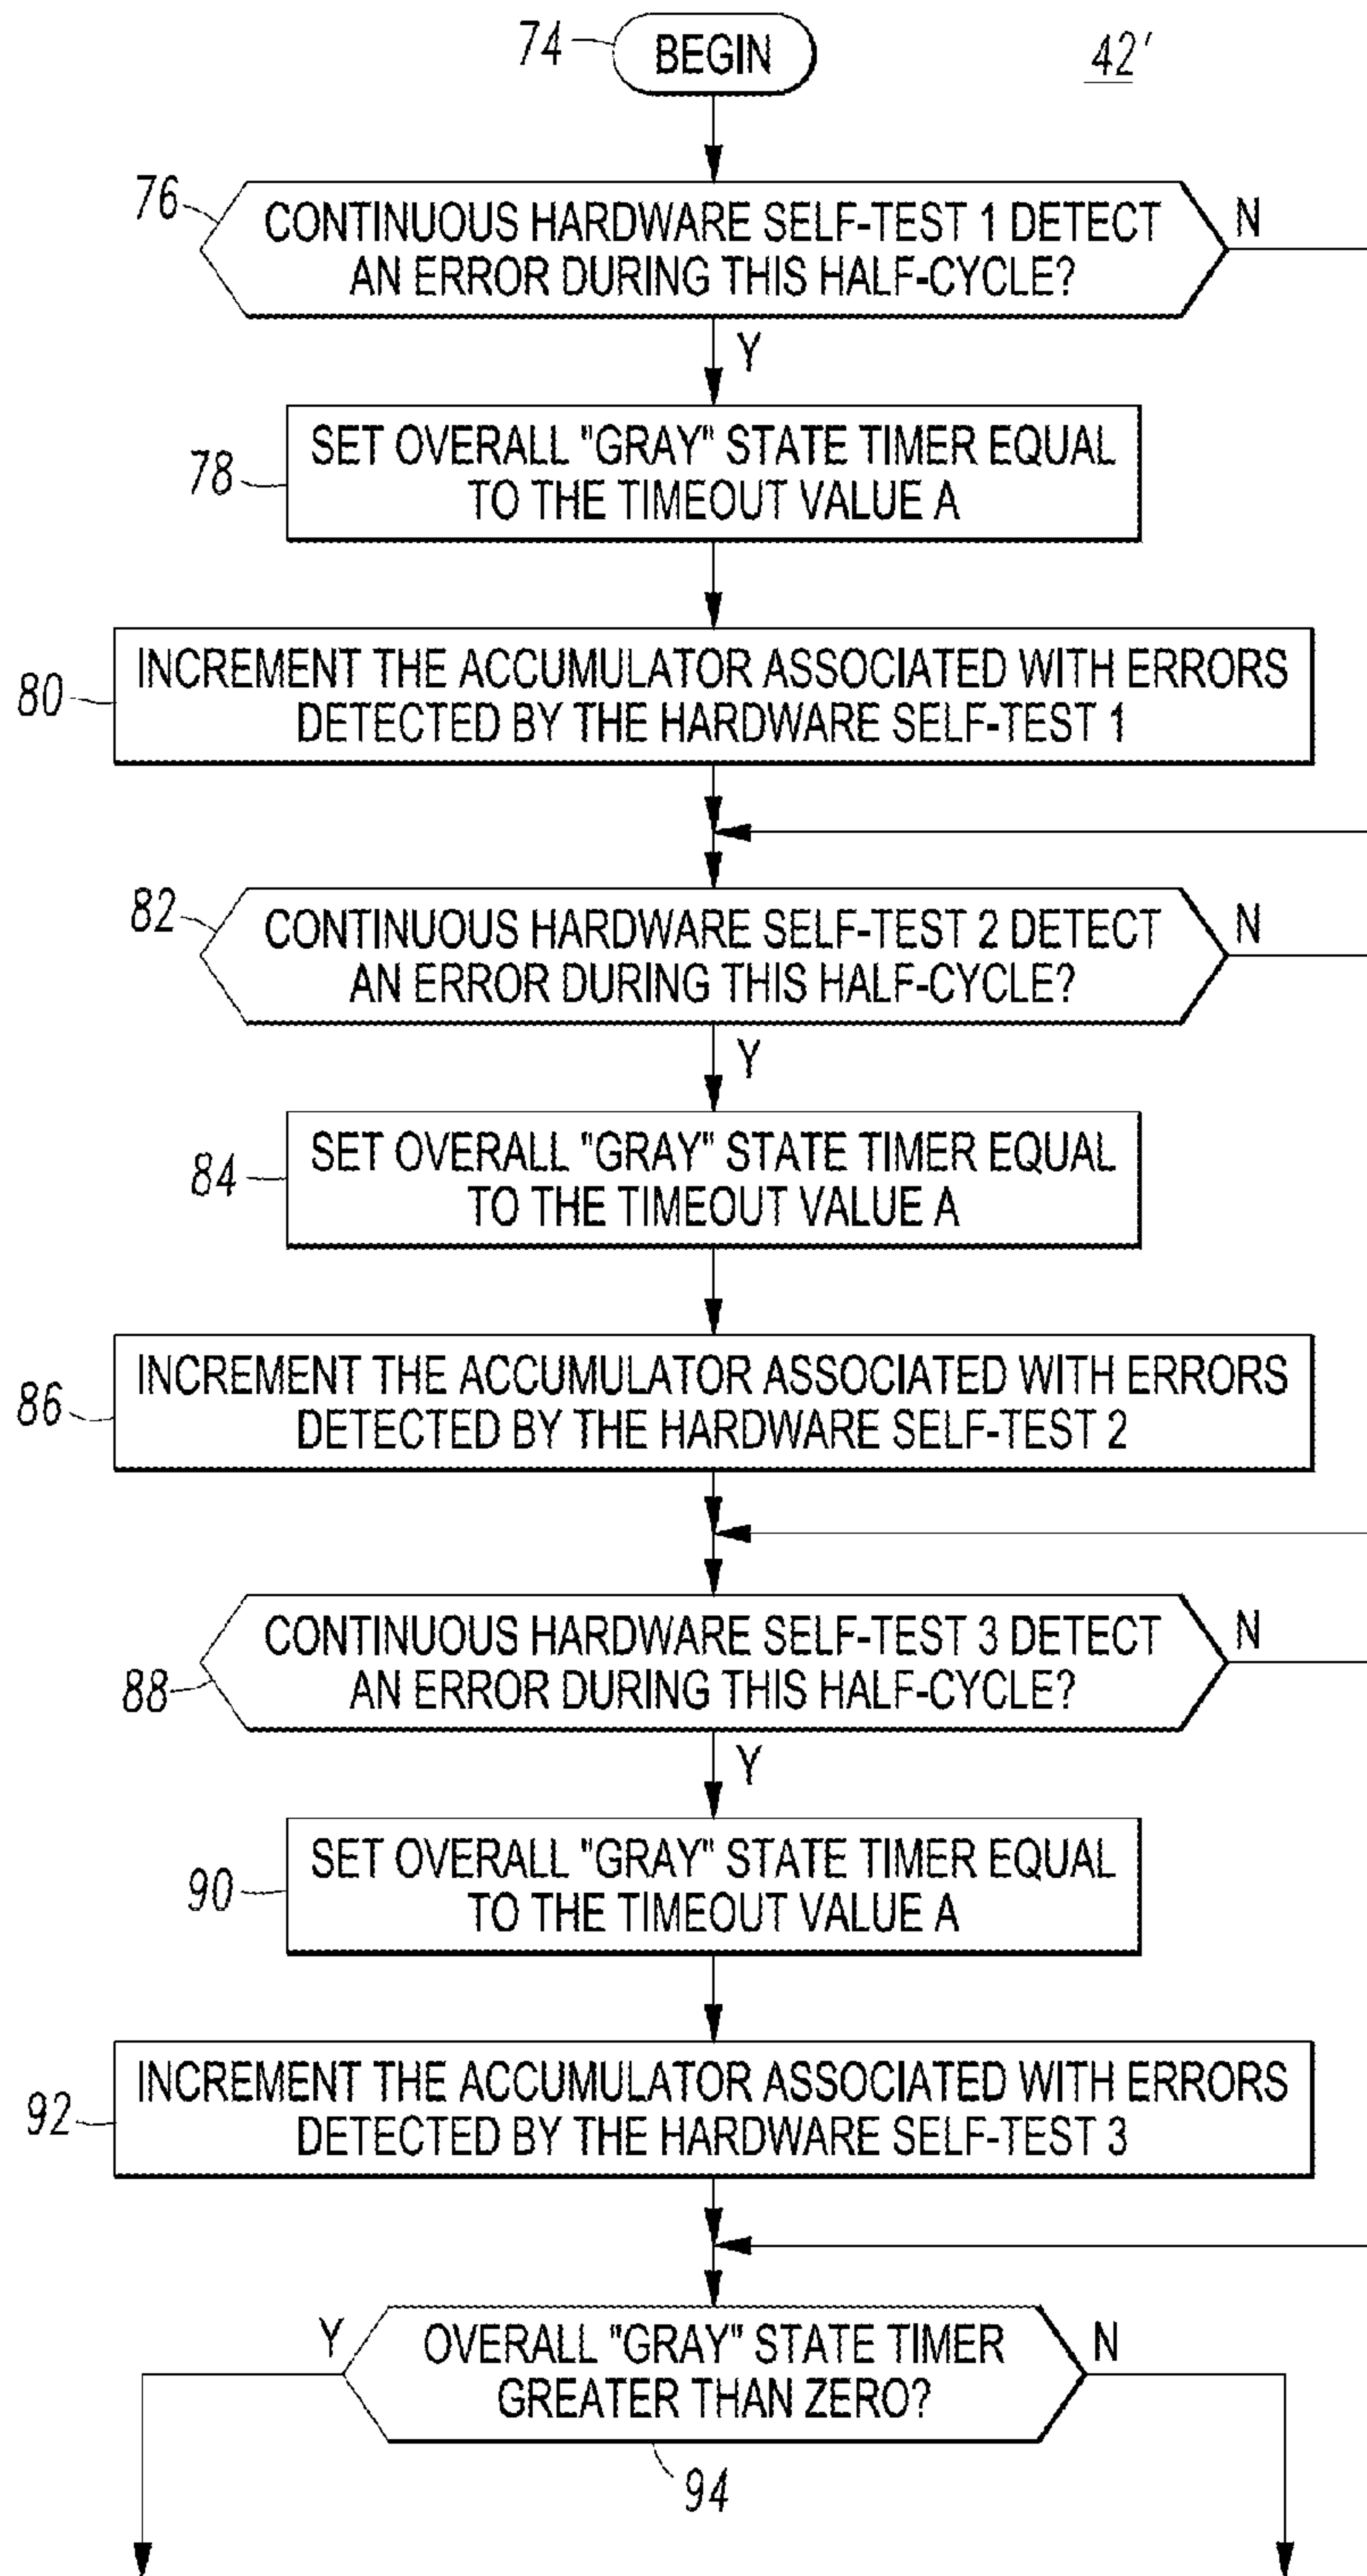 74
BEGIN
42'
76
CONTINUOUS HARDWARE SELF-TEST 1 DETECT
AN ERROR DURING THIS HALF-CYCLE?
N
Y
78
SET OVERALL "GRAY" STATE TIMER EQUAL
TO THE TIMEOUT VALUE A
80
INCREMENT THE ACCUMULATOR ASSOCIATED WITH ERRORS
DETECTED BY THE HARDWARE SELF-TEST 1
82
CONTINUOUS HARDWARE SELF-TEST 2 DETECT
AN ERROR DURING THIS HALF-CYCLE?
N
Y
84
SET OVERALL "GRAY" STATE TIMER EQUAL
TO THE TIMEOUT VALUE A
86
INCREMENT THE ACCUMULATOR ASSOCIATED WITH ERRORS
DETECTED BY THE HARDWARE SELF-TEST 2
88
CONTINUOUS HARDWARE SELF-TEST 3 DETECT
AN ERROR DURING THIS HALF-CYCLE?
N
Y
90
SET OVERALL "GRAY" STATE TIMER EQUAL
TO THE TIMEOUT VALUE A
92
INCREMENT THE ACCUMULATOR ASSOCIATED WITH ERRORS
DETECTED BY THE HARDWARE SELF-TEST 3
Y
OVERALL "GRAY" STATE TIMER
GREATER THAN ZERO?
N
94